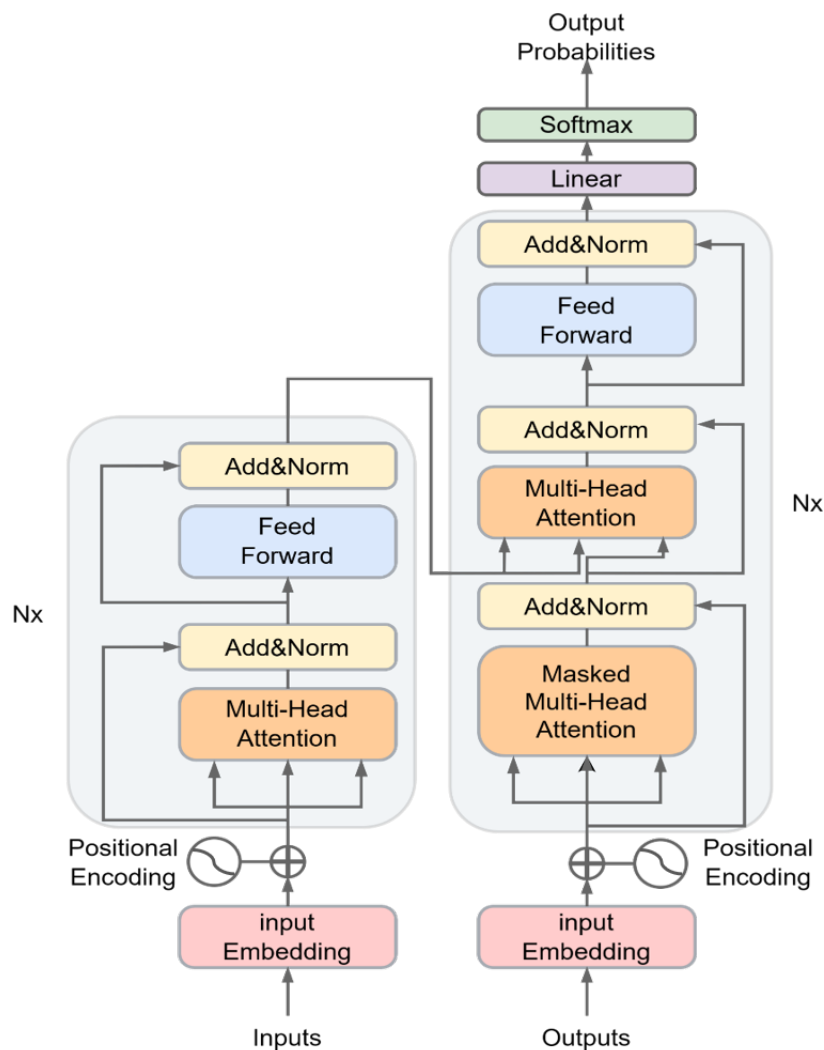 Output
Probabilities
Softmax
Linear
Add&Norm
Feed
Forward
Add&Norm
Multi-Head
Attention
Nx
Add&Norm
Masked
Multi-Head
Attention
Positional
Encoding
input
Embedding
Outputs
Add&Norm
Feed
Forward
Nx
Add&Norm
Multi-Head
Attention
Positional
Encoding
input
Embedding
Inputs